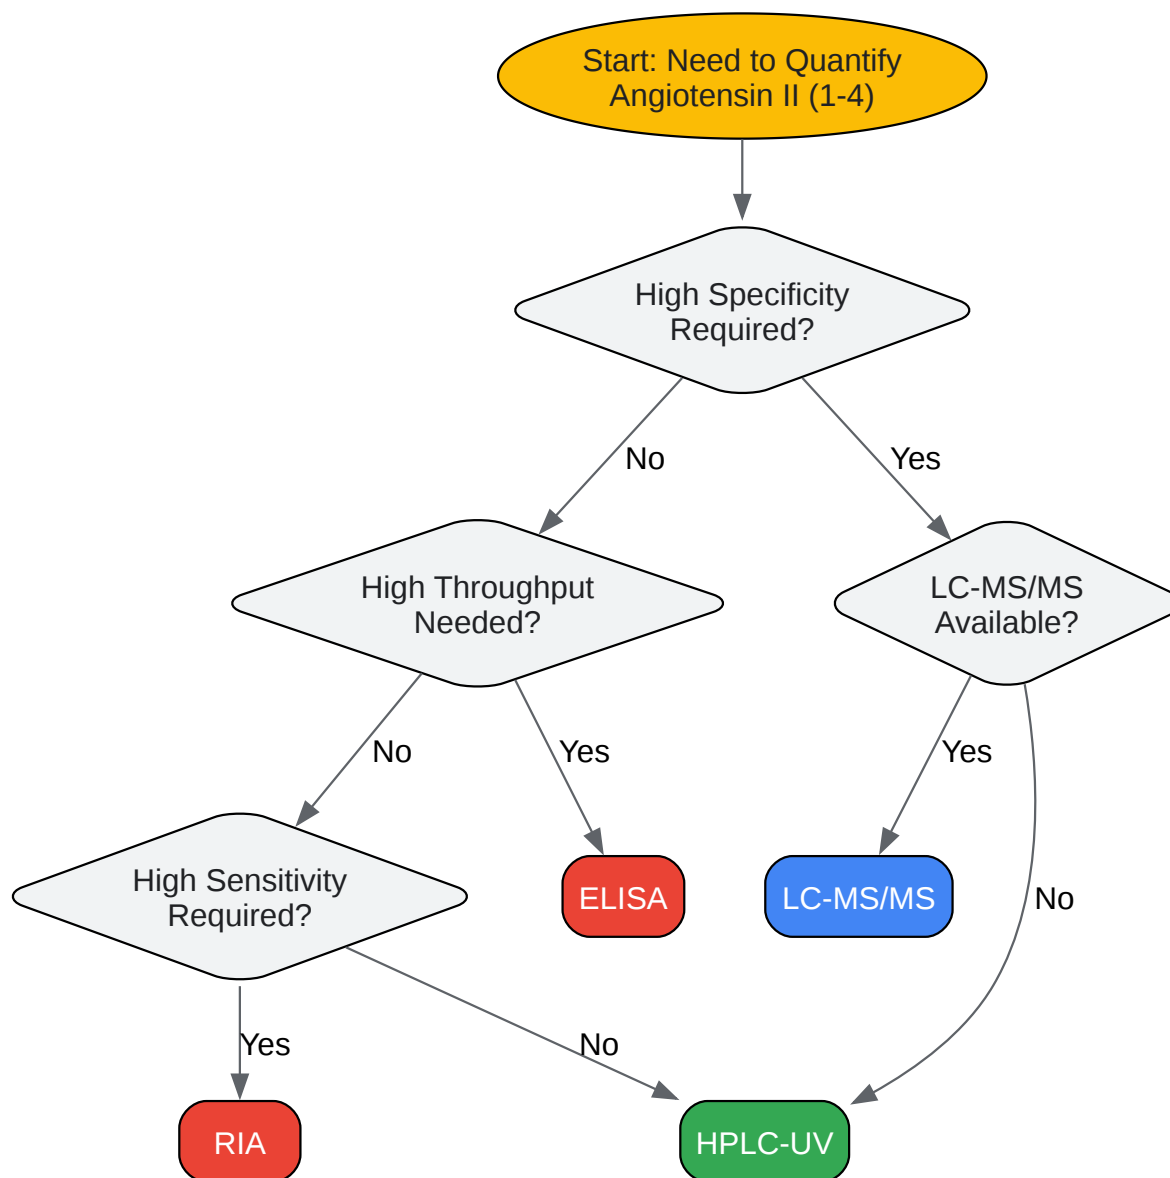 Start: Need to Quantify
Angiotensin II (1-4)
High Specificity
Required?
No
Yes
High Throughput
Needed?
LC-MS/MS
Available?
No
Yes
Yes
High Sensitivity
Required?
ELISA
LC-MS/MS
No
Yes
No
RIA
HPLC-UV